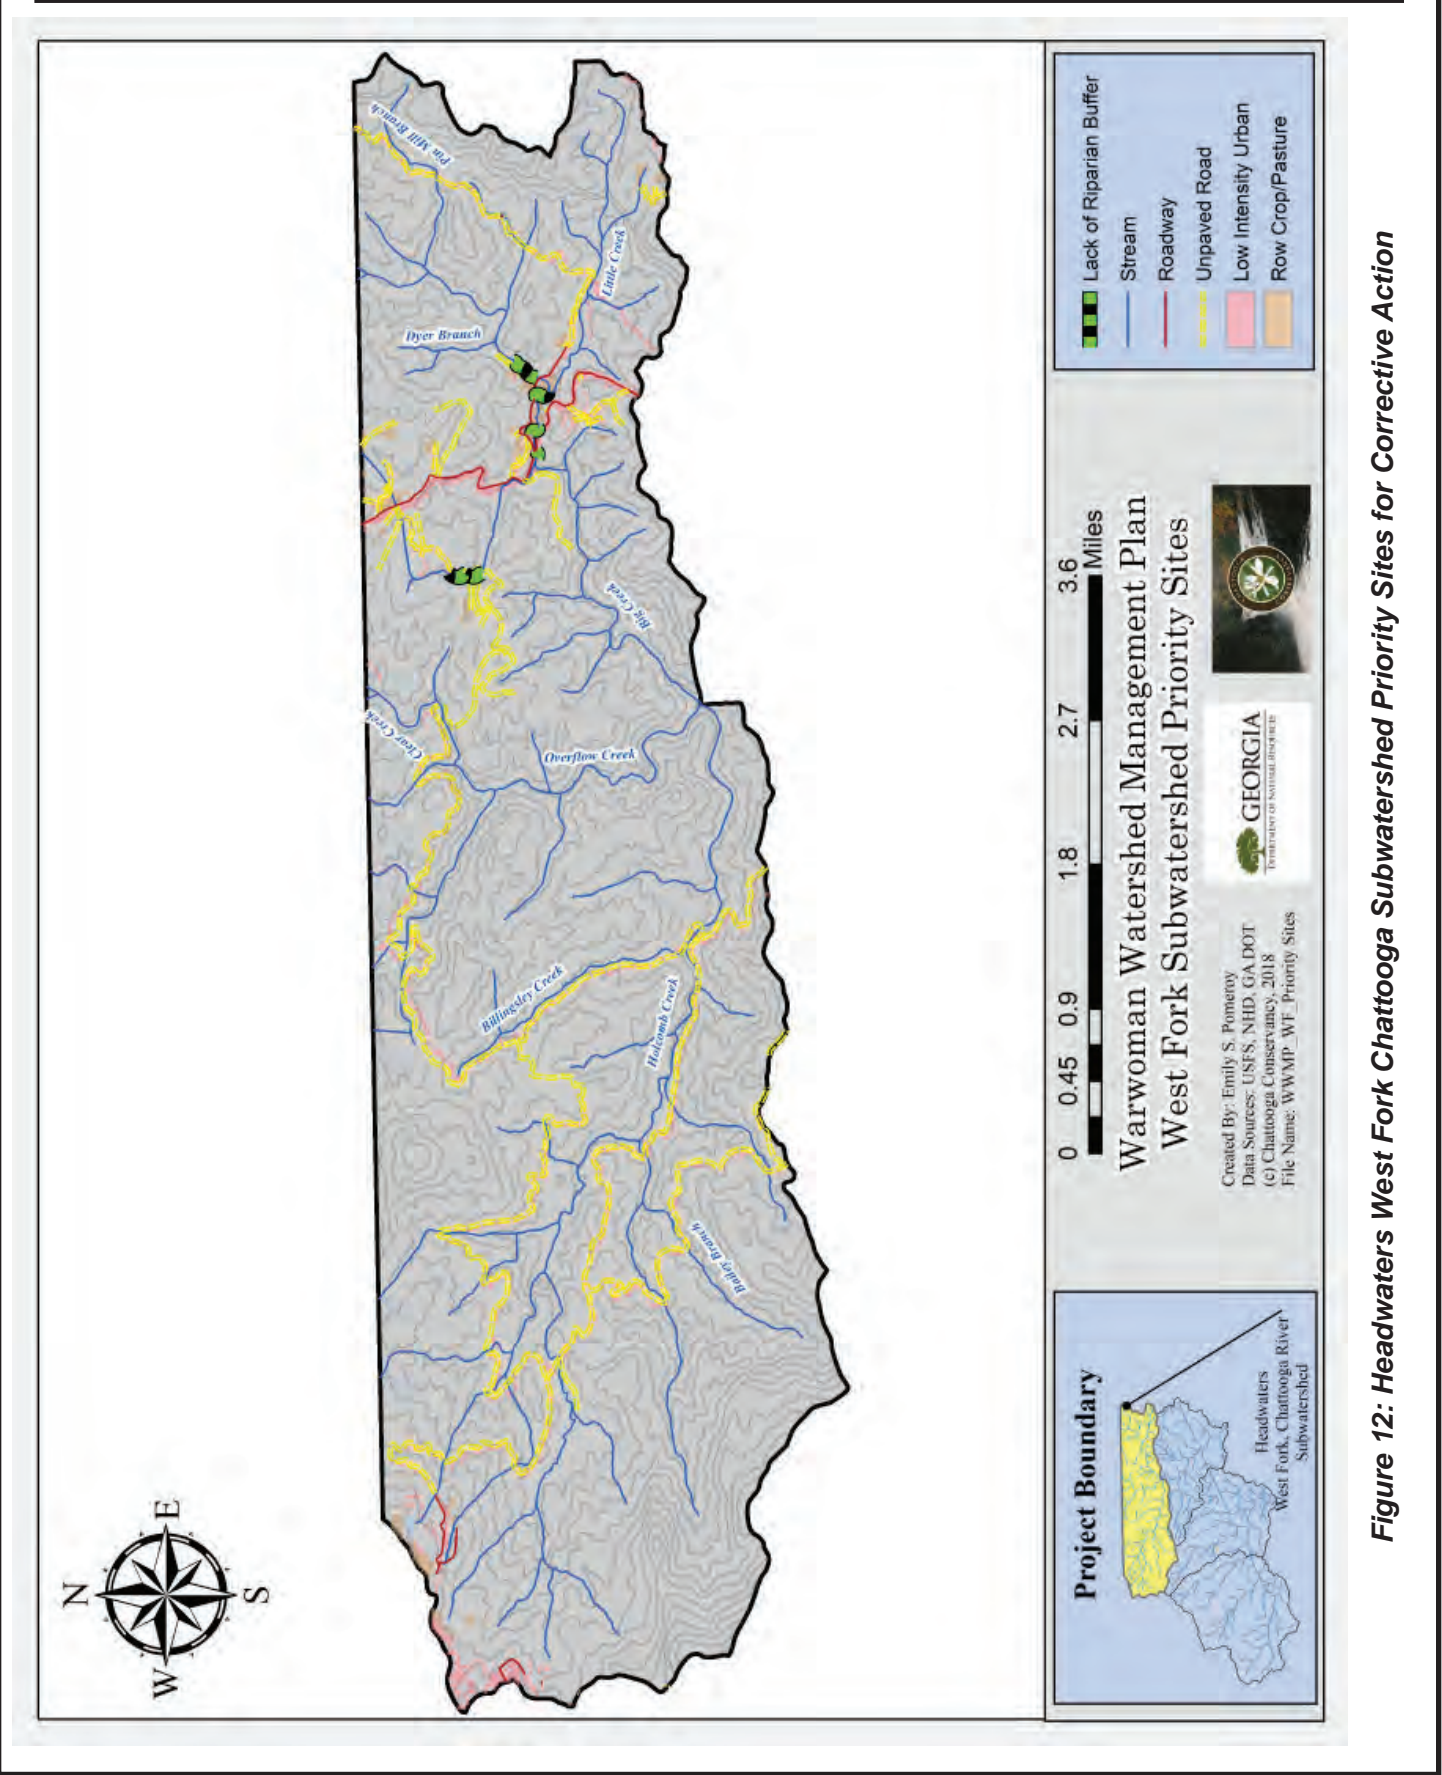 N
E
S
W
Pin Mill Branch
Little Creek
Dyer Branch
Big Creek
Clear Creek
Overflow Creek
Billingsley Creek
Holcomb Creek
Bailey Branch
Project Boundary
Headwaters
West Fork, Chattooga River
Subwatershed
0 0.45 0.9 1.8 2.7 3.6
Miles
Warwoman Watershed Management Plan
West Fork Subwatershed Priority Sites
Created By: Emily S. Pomeroy
Data Sources: USFS, NHD, GA DOT
(c) Chattooga Conservancy, 2018
File Name: WWMP_WF_Priority Sites
GEORGIA
DEPARTMENT OF NATURAL RESOURCES
Lack of Riparian Buffer
Stream
Roadway
Unpaved Road
Low Intensity Urban
Row Crop/Pasture
Figure 12: Headwaters West Fork Chattooga Subwatershed Priority Sites for Corrective Action